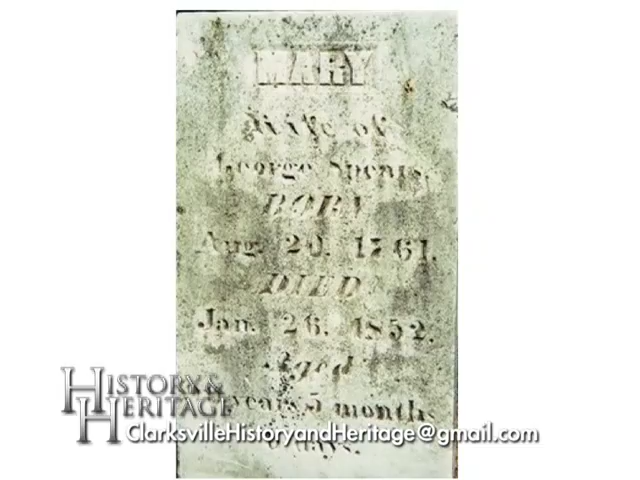 MARY
Wife of
George Spears.
BORN
Aug. 20. 1761.
DIED
Jan. 26. 1852.
Aged
years 5 months
days.
HISTORY &
HERITAGE
ClarksvilleHistoryandHeritage@gmail.com